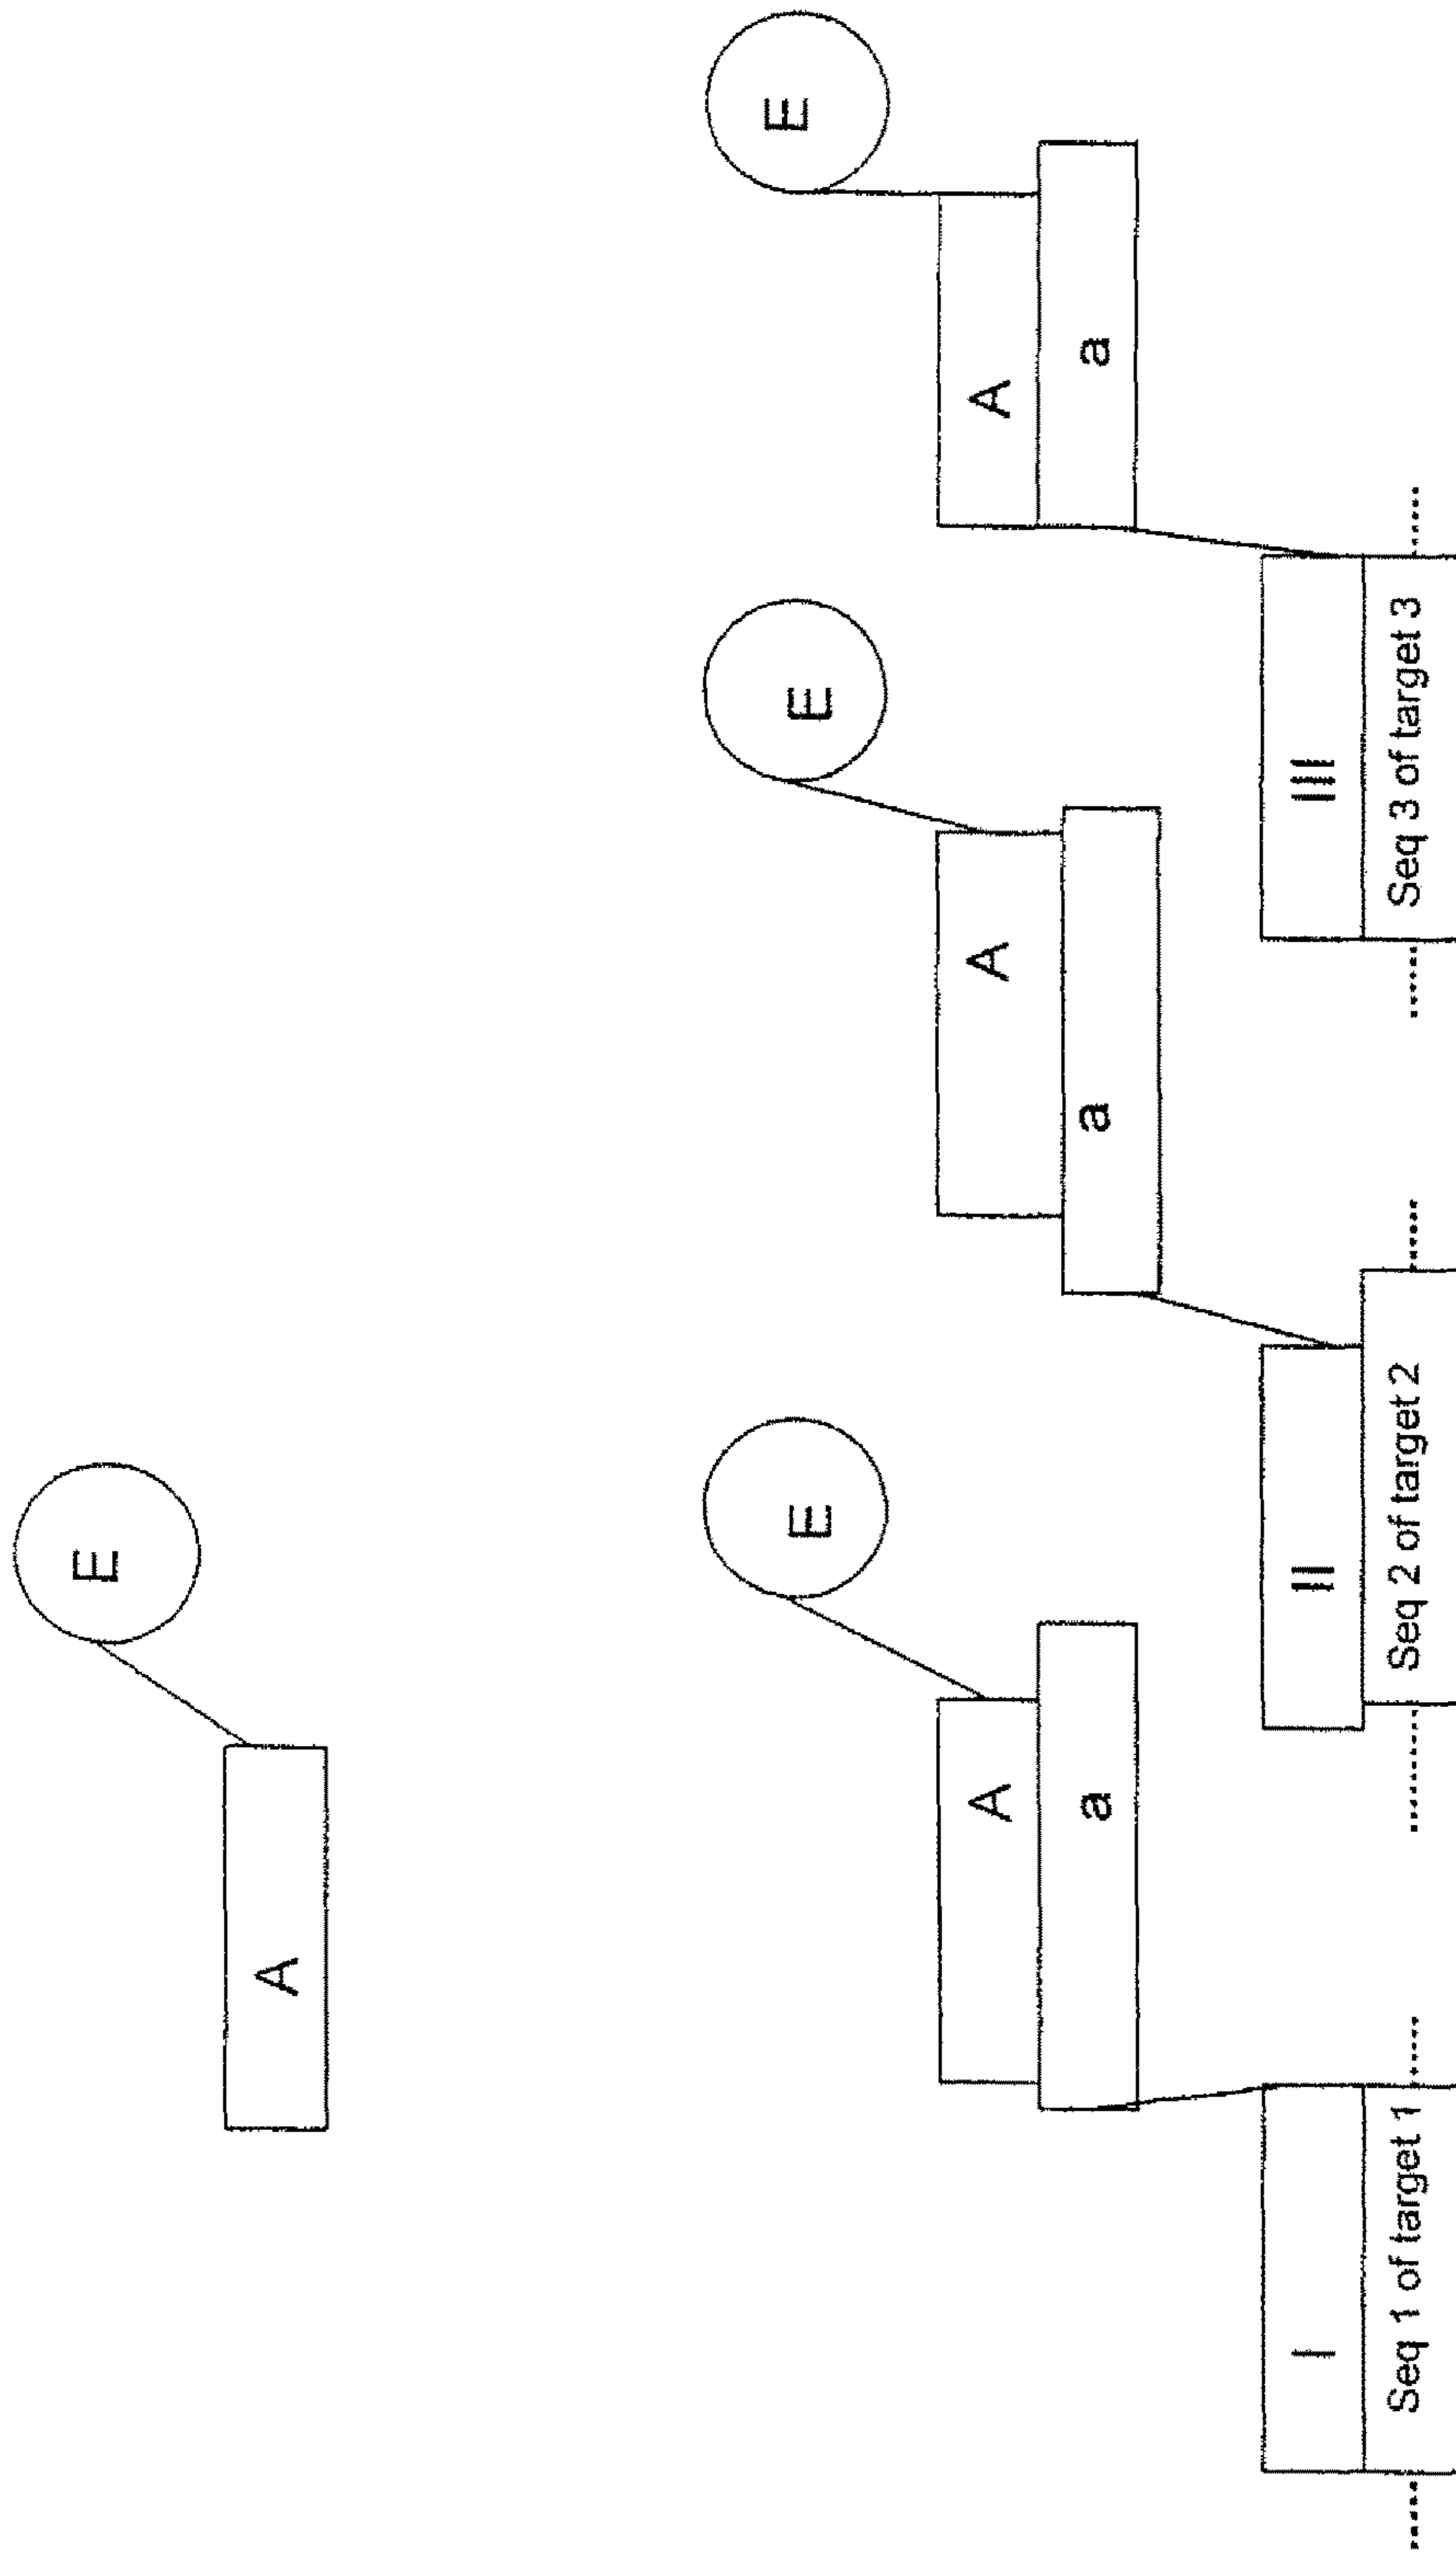 E
A
E
E
E
A
A
A
a
a
a
I
II
III
Seq 1 of target 1
Seq 2 of target 2
Seq 3 of target 3